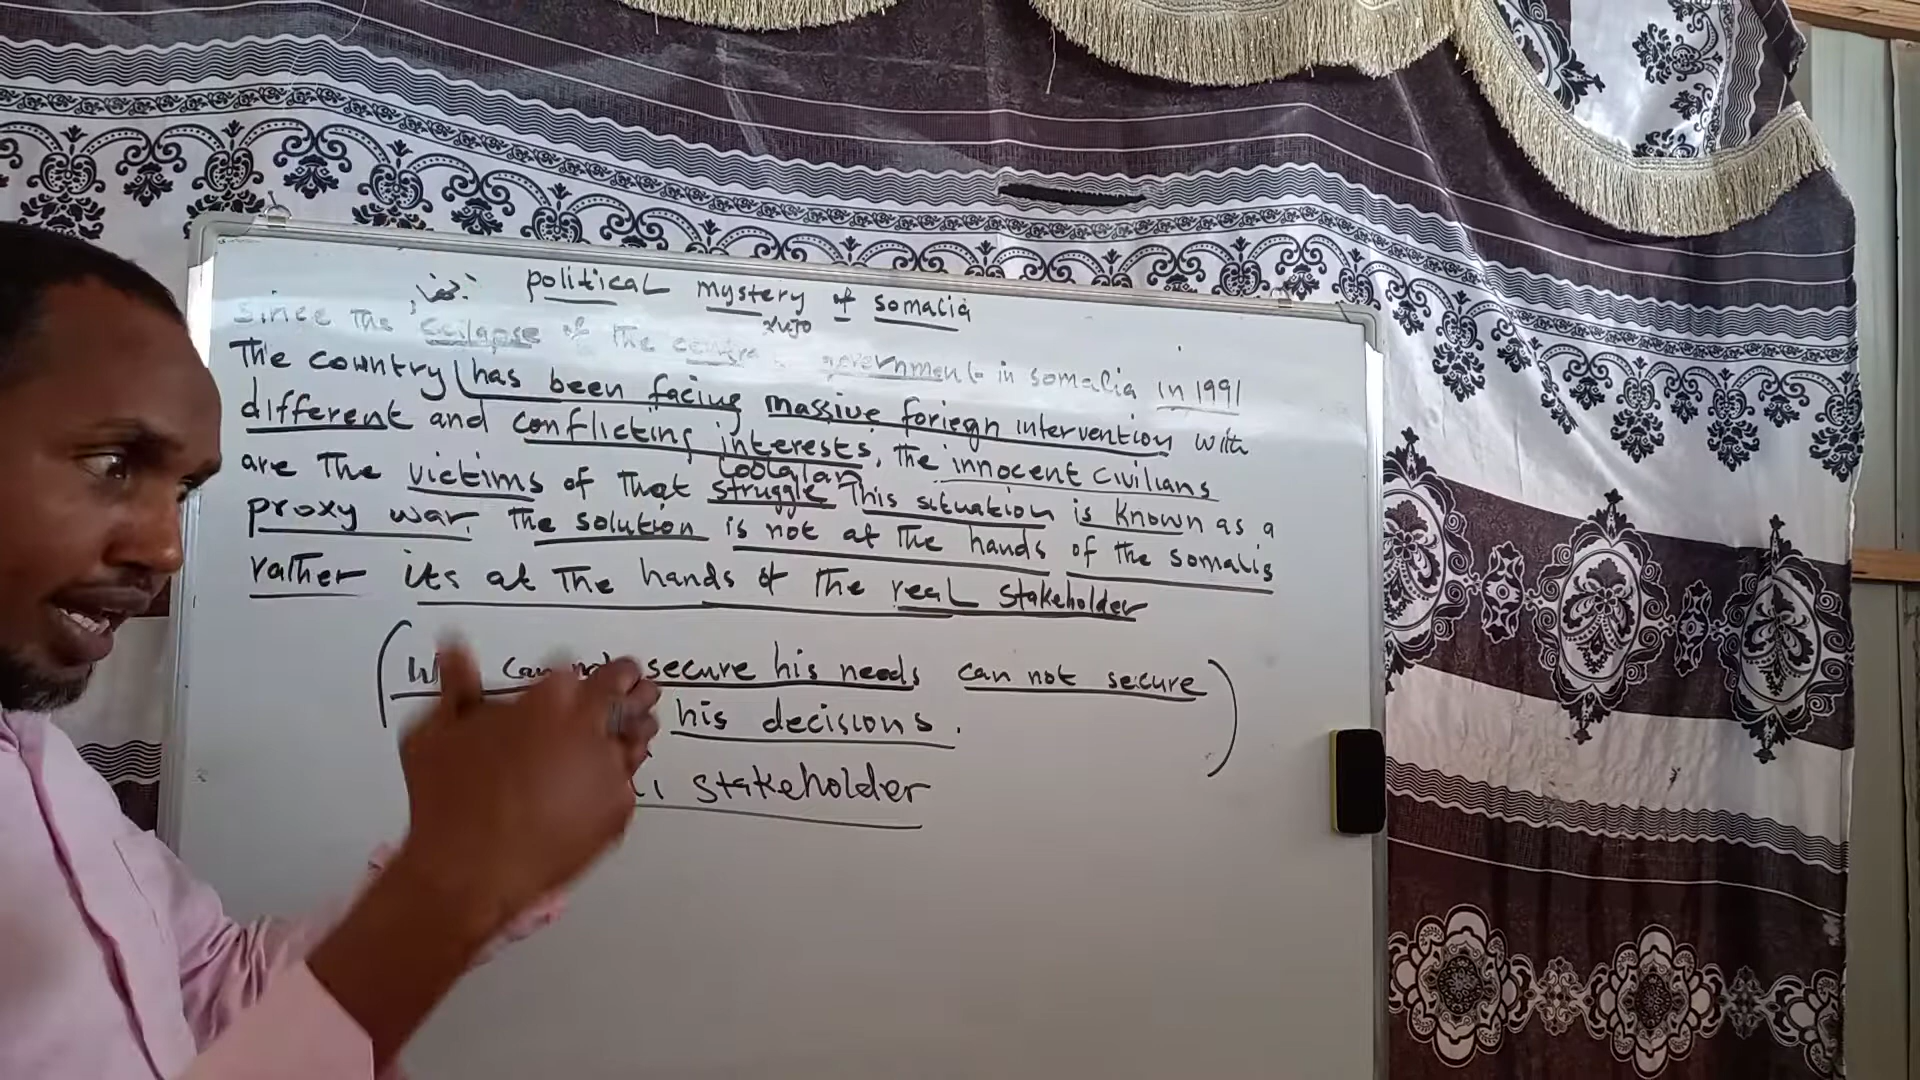 political mystery of somalia
xujo
since the collapse of the central government in somalia in 1991
The country has been facing massive foriegn intervention with
different and conflicting interests, the innocent civilians
Loolglan
are the victims of that struggle This situation is known as a
proxy war. The solution is not at the hands of the somalis
rather its at the hands of the real stakeholder
can not secure his needs can not secure
his decisions.
stakeholder